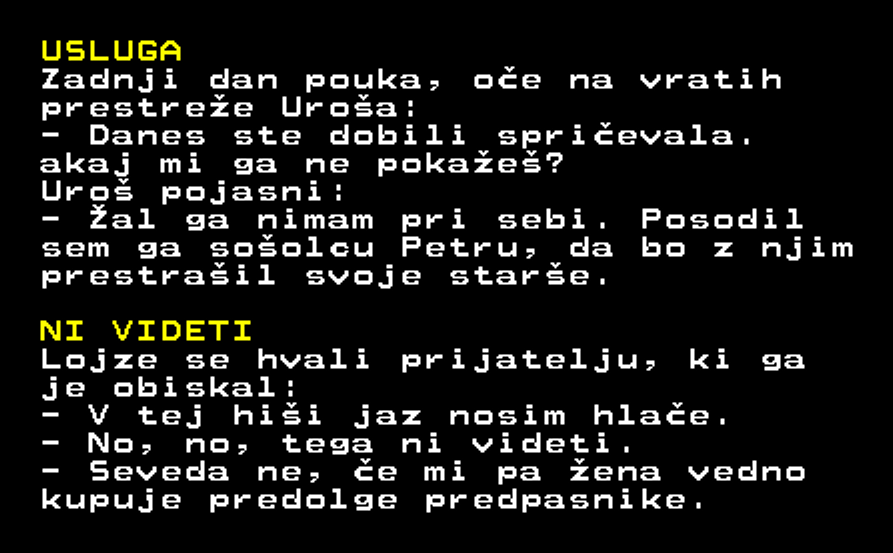 USLUGA
Zadnji dan pouka, oče na vratih
prestreže Uroša:
- Danes ste dobili spričevala.
akaj mi ga ne pokažeš?
Uroš pojasni:
- Žal ga nimam pri sebi. Posodil
sem ga sošolcu Petru, da bo z njim
prestrašil svoje starše.
NI VIDETI
Lojze se hvali prijatelju, ki ga
je obiskal:
- V tej hiši jaz nosim hlače.
- No, no, tega ni videti.
- Seveda ne, če mi pa žena vedno
kupuje predolge predpasnike.